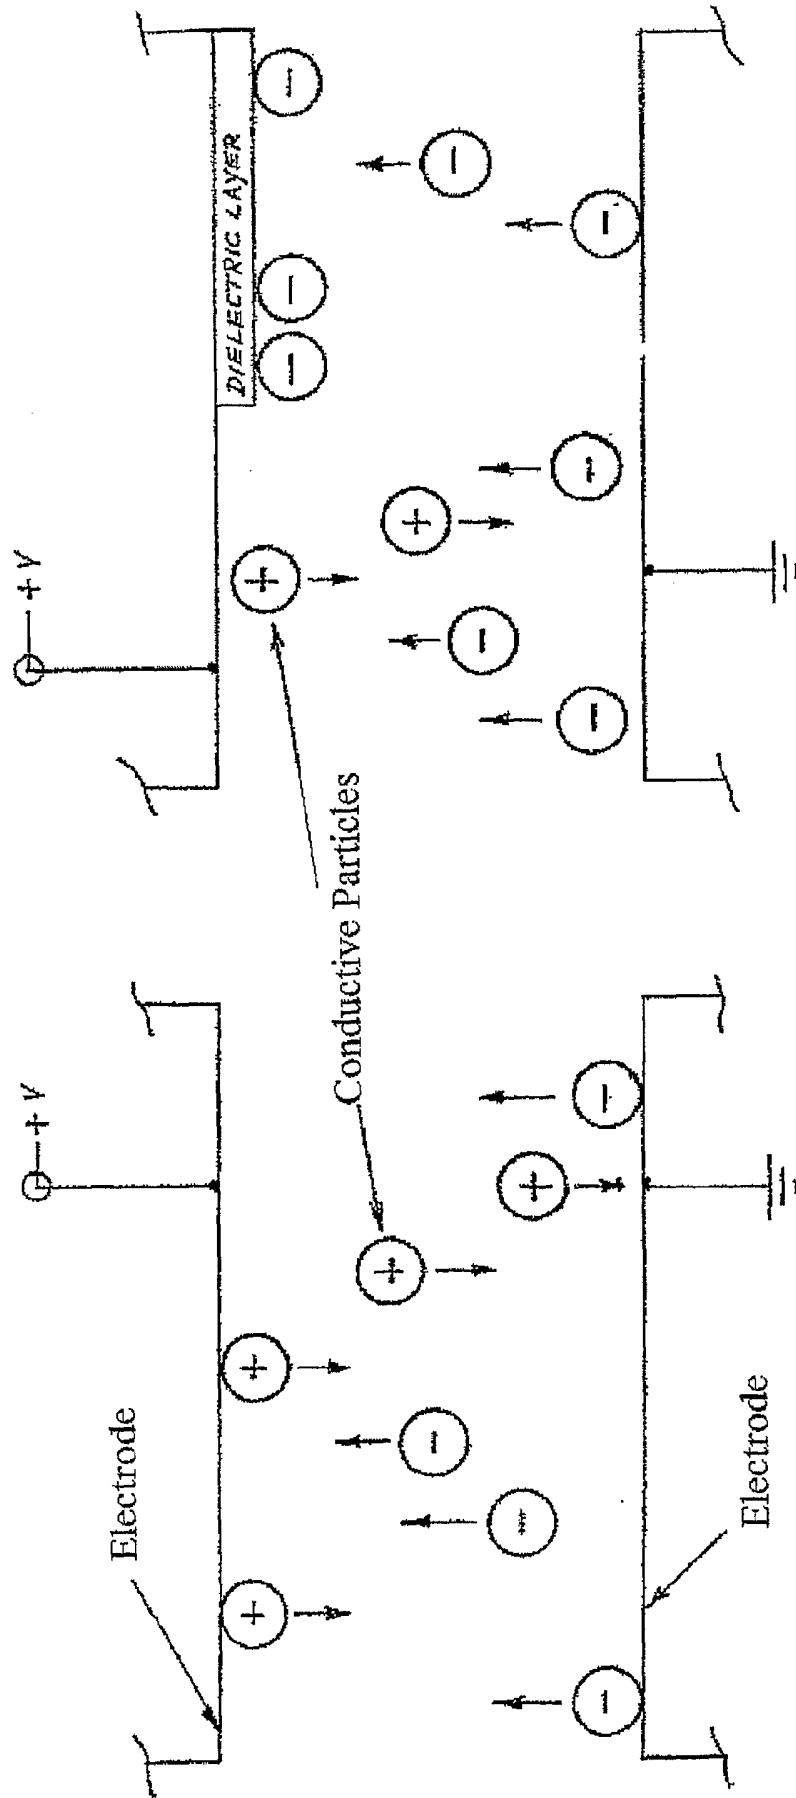 +V
+V
Electrode
DIELECTRIC LAYER
Conductive Particles
Electrode